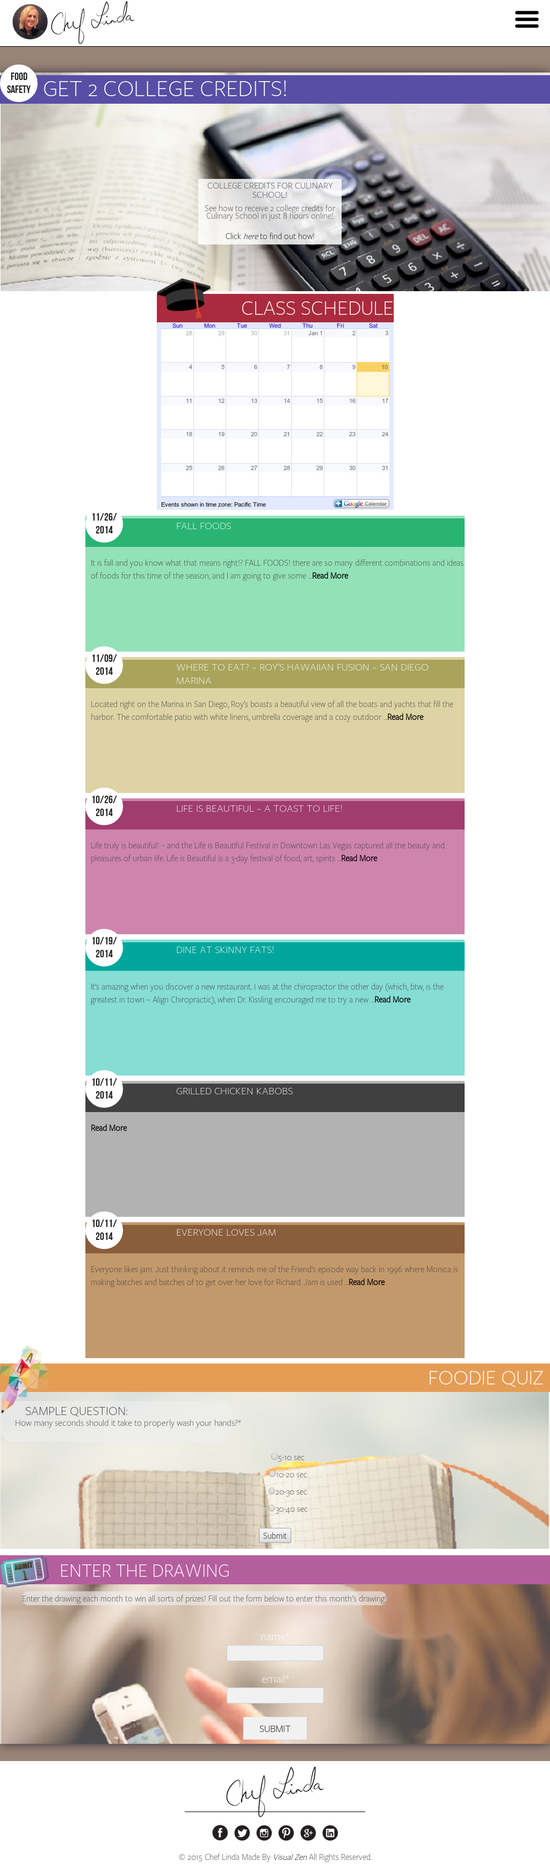 Chef Linda
FOOD
SAFETY
GET 2 COLLEGE CREDITS!
COLLEGE CREDITS FOR CULINARY
SCHOOL!
See how to receive 2 college credits for
Culinary School in just 8 hours online!
Click here to find out how!
CLASS SCHEDULE
Sun Mon Tue Wed Thu Fri Sat
28 29 30 31 Jan 1 2 3
4 5 6 7 8 9 10
11 12 13 14 15 16 17
18 19 20 21 22 23 24
25 26 27 28 29 30 31
Events shown in time zone: Pacific Time
Google Calendar
11/26/
2014
FALL FOODS
It is fall and you know what that means right!? FALL FOODS! there are so many different combinations and ideas
of foods for this time of the season, and I am going to give some ...Read More
11/09/
2014
WHERE TO EAT? – ROY'S HAWAIIAN FUSION – SAN DIEGO
MARINA
Located right on the Marina in San Diego, Roy's boasts a beautiful view of all the boats and yachts that fill the
harbor. The comfortable patio with white linens, umbrella coverage and a cozy outdoor ...Read More
10/26/
2014
LIFE IS BEAUTIFUL – A TOAST TO LIFE!
Life truly is beautiful! – and the Life is Beautiful Festival in Downtown Las Vegas captured all the beauty and
pleasures of urban life. Life is Beautiful is a 3-day festival of food, art, spirits ...Read More
10/19/
2014
DINE AT SKINNY FATS!
It's amazing when you discover a new restaurant. I was at the chiropractor the other day (which, btw, is the
greatest in town – Align Chiropractic), when Dr. Kissling encouraged me to try a new ...Read More
10/11/
2014
GRILLED CHICKEN KABOBS
Read More
10/11/
2014
EVERYONE LOVES JAM
Everyone likes jam. Just thinking about it reminds me of the Friend's episode way back in 1996 where Monica is
making batches and batches of to get over her love for Richard. Jam is used ...Read More
FOODIE QUIZ
SAMPLE QUESTION:
How many seconds should it take to properly wash your hands?*
5-10 sec
10-20 sec
20-30 sec
30-40 sec
Submit
ADMIT
1
ENTER THE DRAWING
Enter the drawing each month to win all sorts of prizes! Fill out the form below to enter this month's drawing.
name*
email*
SUBMIT
Chef Linda
© 2015 Chef Linda Made By Visual Zen All Rights Reserved.